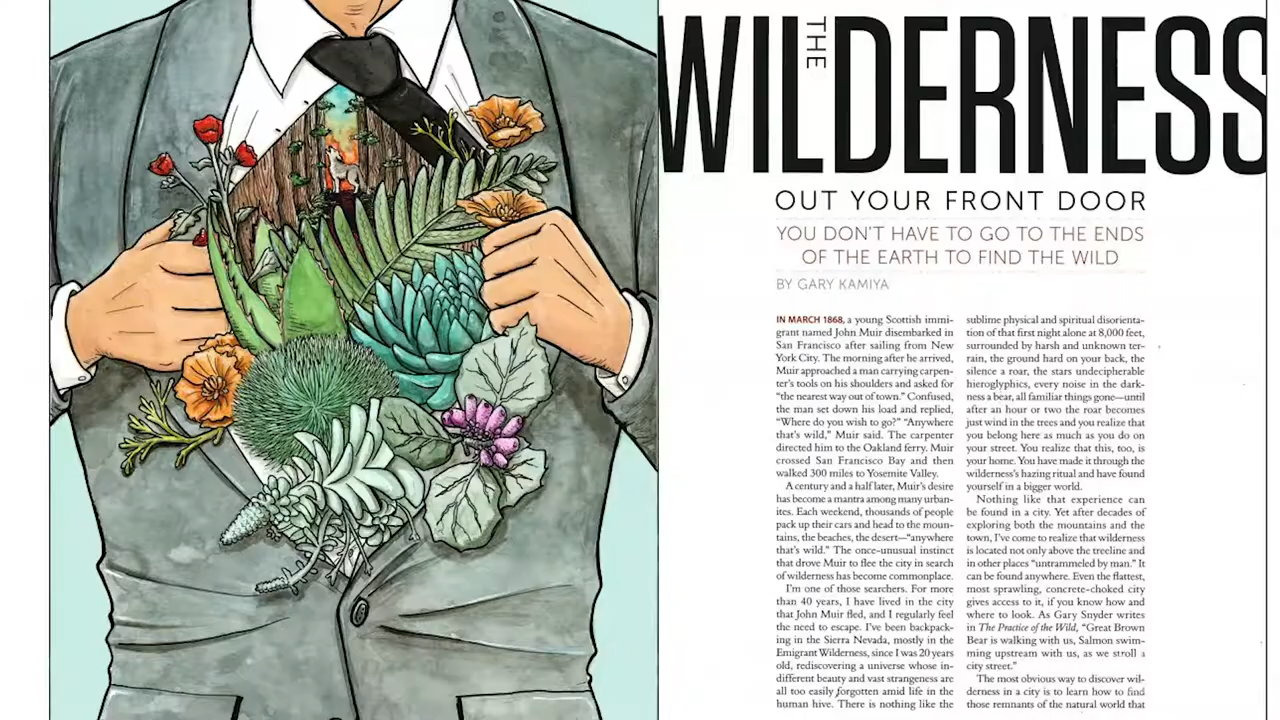 THE
WILDERNESS
OUT YOUR FRONT DOOR
YOU DON'T HAVE TO GO TO THE ENDS
OF THE EARTH TO FIND THE WILD
BY GARY KAMIYA
IN MARCH 1868, a young Scottish immi-
grant named John Muir disembarked in
San Francisco after sailing from New
York City. The morning after he arrived,
Muir approached a man carrying carpen-
ter's tools on his shoulders and asked for
"the nearest way out of town." Confused,
the man set down his load and replied,
"Where do you wish to go?" "Anywhere
that's wild," Muir said. The carpenter
directed him to the Oakland ferry. Muir
crossed San Francisco Bay and then
walked 300 miles to Yosemite Valley.
A century and a half later, Muir's desire
has become a mantra among many urban-
ites. Each weekend, thousands of people
pack up their cars and head to the moun-
tains, the beaches, the desert—"anywhere
that's wild." The once-unusual instinct
that drove Muir to flee the city in search
of wilderness has become commonplace.
I'm one of those searchers. For more
than 40 years, I have lived in the city
that John Muir fled, and I regularly feel
the need to escape. I've been backpack-
ing in the Sierra Nevada, mostly in the
Emigrant Wilderness, since I was 20 years
old, rediscovering a universe whose in-
different beauty and vast strangeness are
all too easily forgotten amid life in the
human hive. There is nothing like the
sublime physical and spiritual disorienta-
tion of that first night alone at 8,000 feet,
surrounded by harsh and unknown ter-
rain, the ground hard on your back, the
silence a roar, the stars undecipherable
hieroglyphics, every noise in the dark-
ness a bear, all familiar things gone—until
after an hour or two the roar becomes
just wind in the trees and you realize that
you belong here as much as you do on
your street. You realize that this, too, is
your home. You have made it through the
wilderness's hazing ritual and have found
yourself in a bigger world.
Nothing like that experience can
be found in a city. Yet after decades of
exploring both the mountains and the
town, I've come to realize that wilderness
is located not only above the treeline and
in other places "untrammeled by man." It
can be found anywhere. Even the flattest,
most sprawling, concrete-choked city
gives access to it, if you know how and
where to look. As Gary Snyder writes
in The Practice of the Wild, "Great Brown
Bear is walking with us, Salmon swim-
ming upstream with us, as we stroll a
city street."
The most obvious way to discover wil-
derness in a city is to learn how to find
those remnants of the natural world that